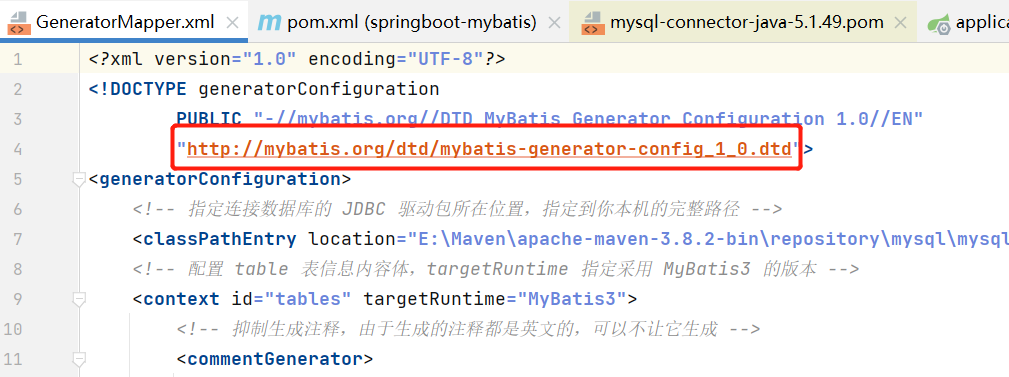 GeneratorMapper.xml pom.xml (springboot-mybatis) mysql-connector-java-5.1.49.pom applica
1 <?xml version="1.0" encoding="UTF-8"?>
2 <!DOCTYPE generatorConfiguration
3 PUBLIC "-//mybatis.org//DTD MyBatis Generator Configuration 1.0//EN"
4 "http://mybatis.org/dtd/mybatis-generator-config_1_0.dtd">
5 <generatorConfiguration>
6 <!-- 指定连接数据库的 JDBC 驱动包所在位置，指定到你本机的完整路径 -->
7 <classPathEntry location="E:\Maven\apache-maven-3.8.2-bin\repository\mysql\mysql
8 <!-- 配置 table 表信息内容体，targetRuntime 指定采用 MyBatis3 的版本 -->
9 <context id="tables" targetRuntime="MyBatis3">
10 <!-- 抑制生成注释，由于生成的注释都是英文的，可以不让它生成 -->
11 <commentGenerator>